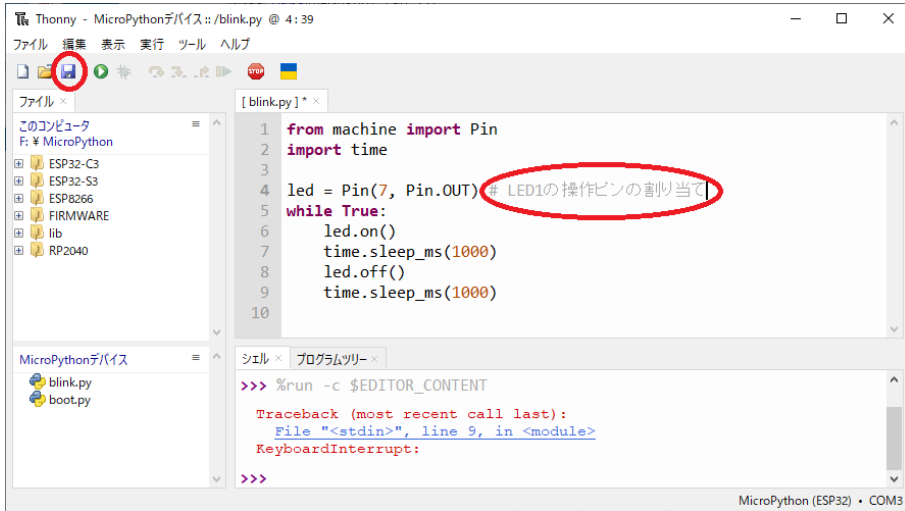 Thonny - MicroPythonデバイス :: /blink.py @ 4:39
ファイル 編集 表示 実行 ツール ヘルプ
STOP
ファイル ×
このコンピュータ
F: ¥ MicroPython
ESP32-C3
ESP32-S3
ESP8266
FIRMWARE
lib
RP2040
MicroPythonデバイス
blink.py
boot.py
[ blink.py ] * ×
1 from machine import Pin
2 import time
3
4 led = Pin(7, Pin.OUT) # LED1の操作ピンの割り当て
5 while True:
6 led.on()
7 time.sleep_ms(1000)
8 led.off()
9 time.sleep_ms(1000)
10
シェル × プログラムツリー ×
>>> %run -c $EDITOR_CONTENT
Traceback (most recent call last):
File "<stdin>", line 9, in <module>
KeyboardInterrupt:
>>>
MicroPython (ESP32) • COM3